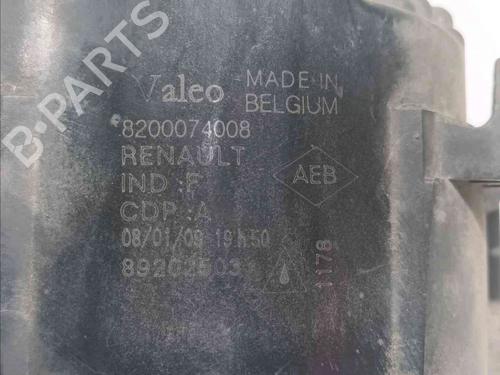 B-PARTS
Valeo
MADE IN
BELGIUM
8200074008
RENAULT
AEB
IND :F
CDP :A
08/01/09 19h50
89202503
1178